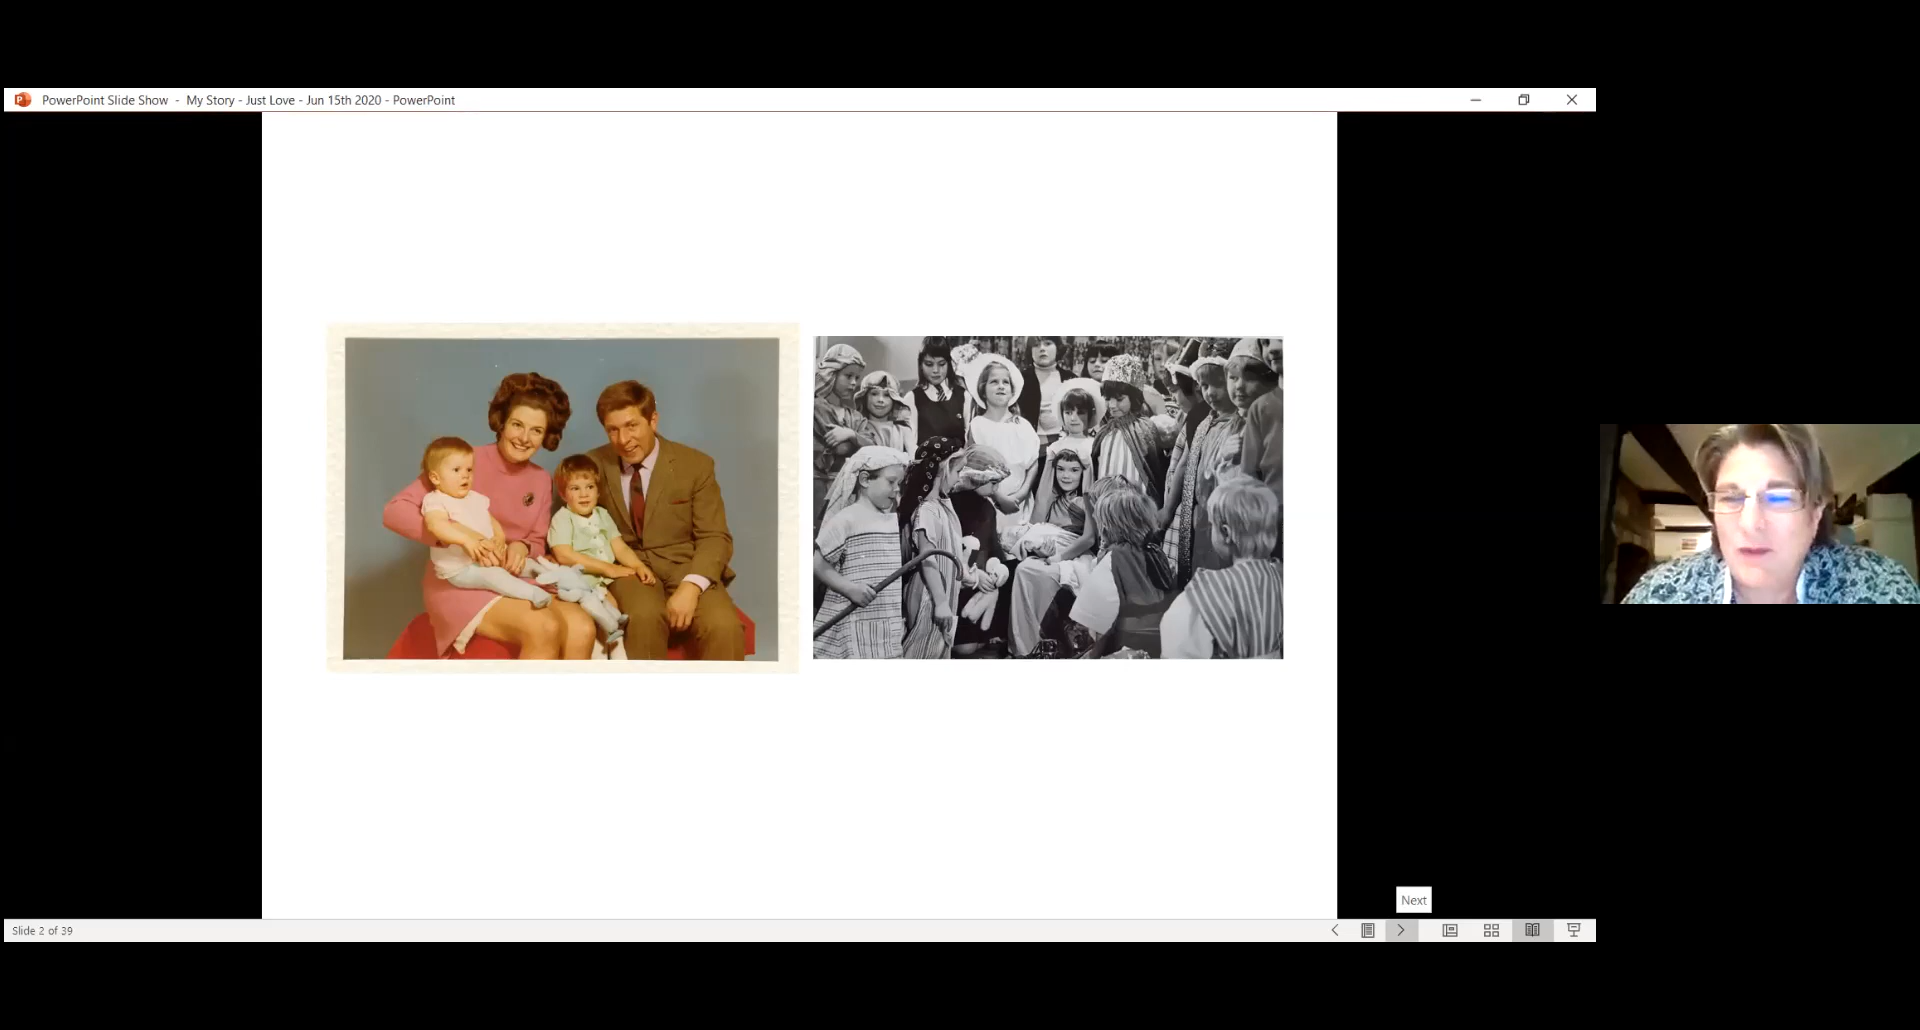 PowerPoint Slide Show - My Story - Just Love - Jun 15th 2020 - PowerPoint
Next
Slide 2 of 39